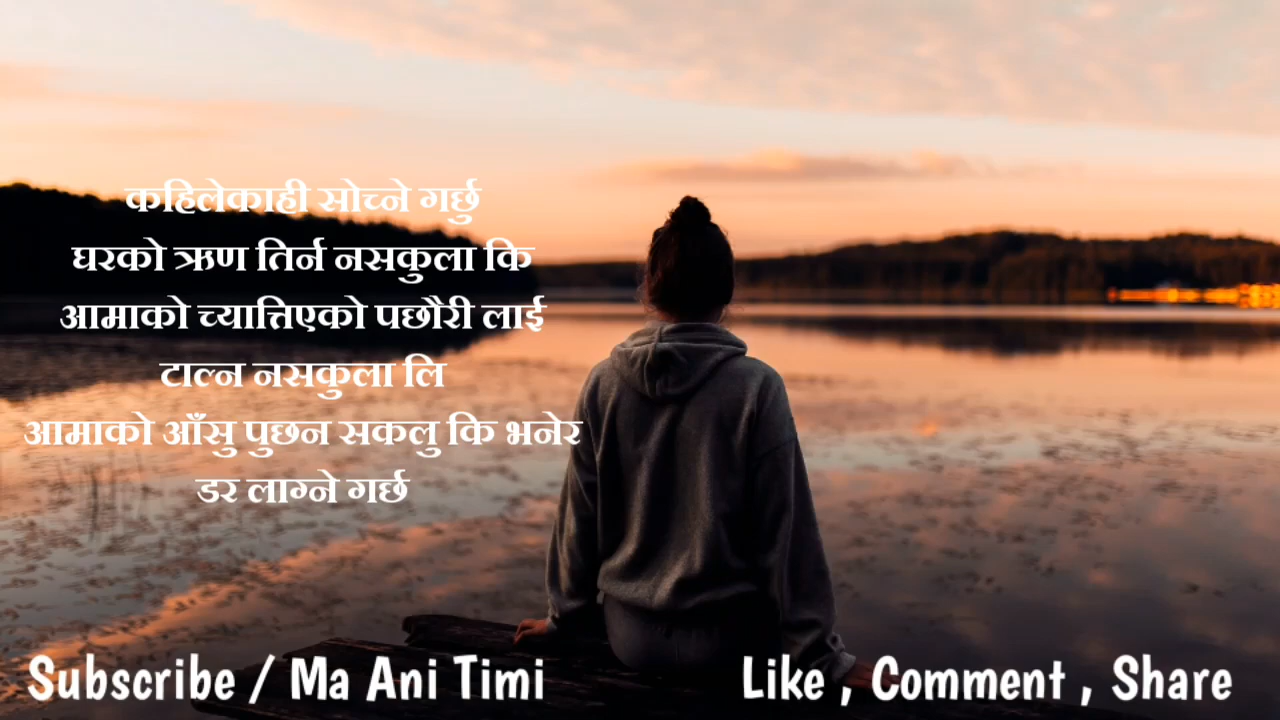 कहिलेकाही सोच्ने गर्छु
घरको ऋण तिर्न नसकुला कि
आमाको च्यात्तिएको पछौरी लाई
टाल्न नसकुला लि
आमाको आँसु पुछन सकलु कि भनेर
डर लाग्ने गर्छ
Subscribe / Ma Ani Timi
Like , Comment , Share